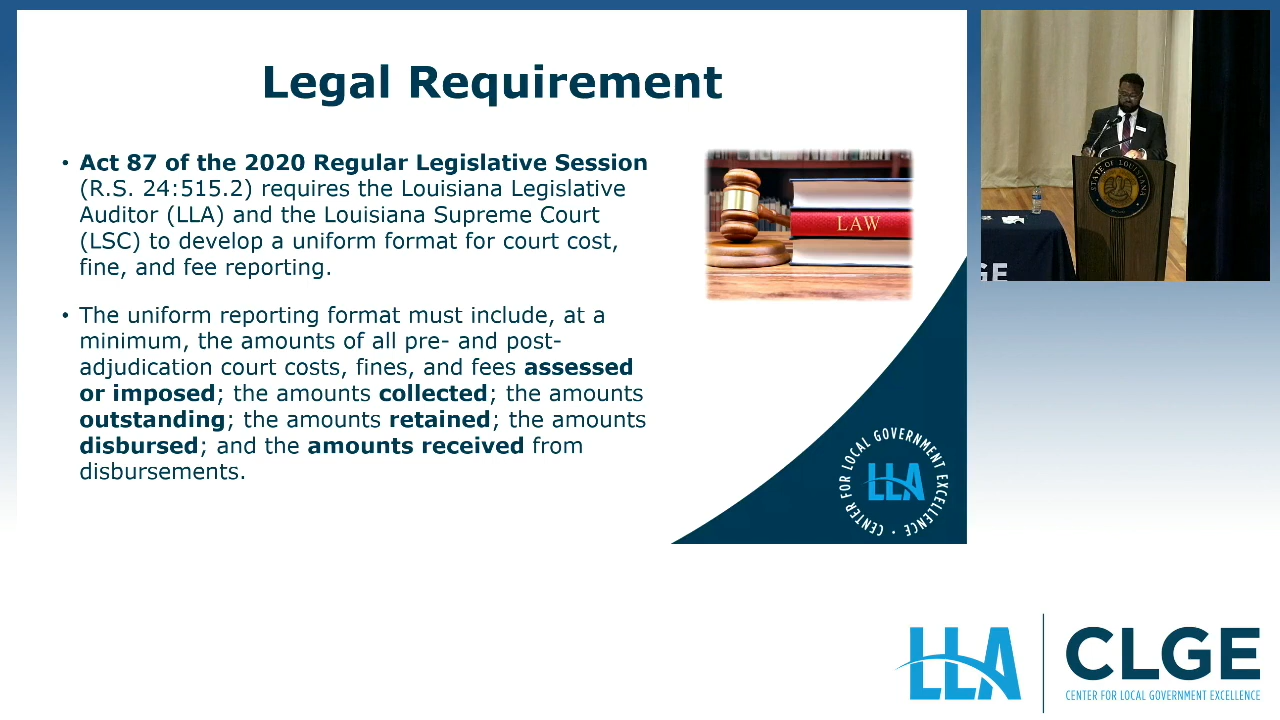 Legal Requirement
• Act 87 of the 2020 Regular Legislative Session
(R.S. 24:515.2) requires the Louisiana Legislative
Auditor (LLA) and the Louisiana Supreme Court
(LSC) to develop a uniform format for court cost,
fine, and fee reporting.
• The uniform reporting format must include, at a
minimum, the amounts of all pre- and post-
adjudication court costs, fines, and fees assessed
or imposed; the amounts collected; the amounts
outstanding; the amounts retained; the amounts
disbursed; and the amounts received from
disbursements.
LAW
CENTER FOR LOCAL GOVERNMENT EXCELLENCE
LLA
STATE OF LOUISIANA
GE
LLA
CLGE
CENTER FOR LOCAL GOVERNMENT EXCELLENCE